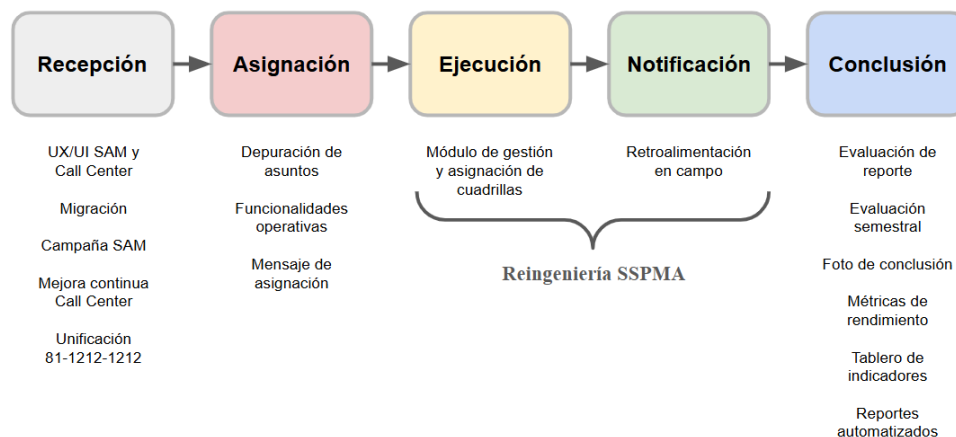 Recepción
Asignación
Ejecución
Notificación
Conclusión
UX/UI SAM y
Call Center
Migración
Campaña SAM
Mejora continua
Call Center
Unificación
81-1212-1212
Depuración de
asuntos
Funcionalidades
operativas
Mensaje de
asignación
Módulo de gestión
y asignación de
cuadrillas
Retroalimentación
en campo
Reingeniería SSPMA
Evaluación de
reporte
Evaluación
semestral
Foto de conclusión
Métricas de
rendimiento
Tablero de
indicadores
Reportes
automatizados